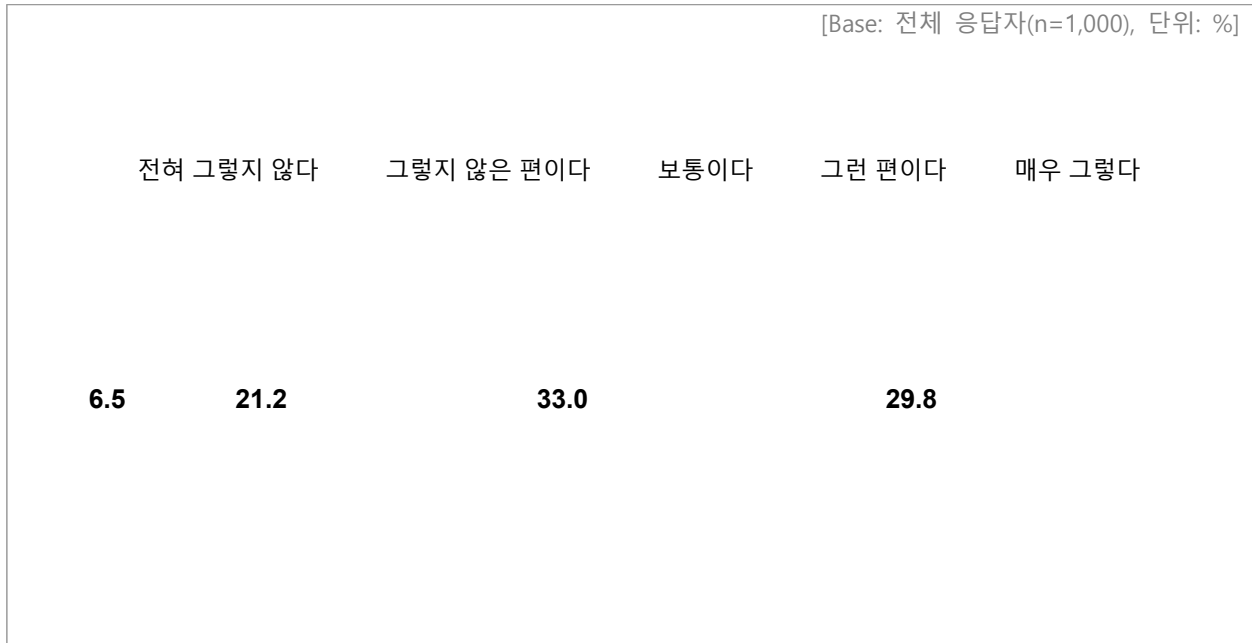 [Base: 전체 응답자(n=1,000), 단위: %]
전혀 그렇지 않다 그렇지 않은 편이다 보통이다 그런 편이다 매우 그렇다
6.5 21.2 33.0 29.8